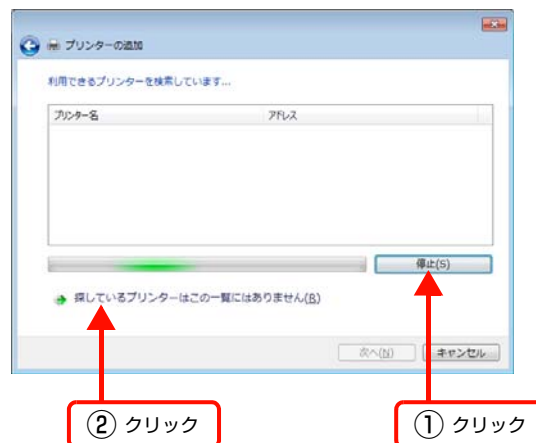 プリンターの追加
利用できるプリンターを検索しています...
プリンター名 アドレス
停止(S)
探しているプリンターはこの一覧にはありません(R)
次へ(N) キャンセル
② クリック ① クリック